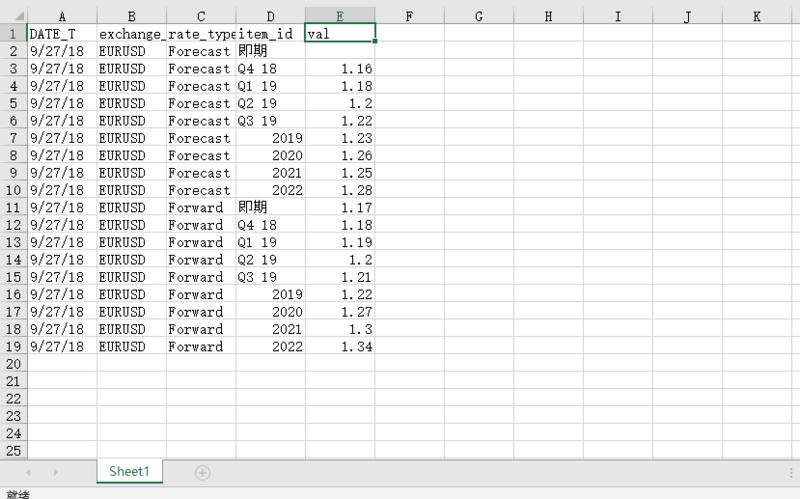 A B C D E F G H I J K
1 DATE_T exchange_rate_type item_id val
2 9/27/18 EURUSD Forecast 即期
3 9/27/18 EURUSD Forecast Q4 18 1.16
4 9/27/18 EURUSD Forecast Q1 19 1.18
5 9/27/18 EURUSD Forecast Q2 19 1.2
6 9/27/18 EURUSD Forecast Q3 19 1.22
7 9/27/18 EURUSD Forecast 2019 1.23
8 9/27/18 EURUSD Forecast 2020 1.26
9 9/27/18 EURUSD Forecast 2021 1.25
10 9/27/18 EURUSD Forecast 2022 1.28
11 9/27/18 EURUSD Forward 即期 1.17
12 9/27/18 EURUSD Forward Q4 18 1.18
13 9/27/18 EURUSD Forward Q1 19 1.19
14 9/27/18 EURUSD Forward Q2 19 1.2
15 9/27/18 EURUSD Forward Q3 19 1.21
16 9/27/18 EURUSD Forward 2019 1.22
17 9/27/18 EURUSD Forward 2020 1.27
18 9/27/18 EURUSD Forward 2021 1.3
19 9/27/18 EURUSD Forward 2022 1.34
20
21
22
23
24
25
Sheet1
就绪